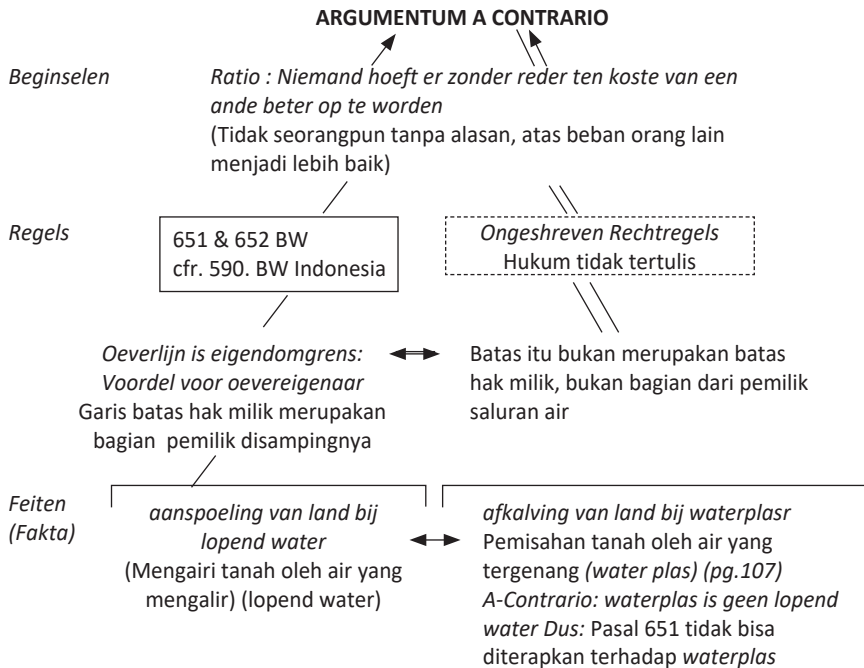 ARGUMENTUM A CONTRARIO
Beginselen
Ratio : Niemand hoeft er zonder reder ten koste van een
ande beter op te worden
(Tidak seorangpun tanpa alasan, atas beban orang lain
menjadi lebih baik)
Regels
651 & 652 BW
cfr. 590. BW Indonesia
Ongeshreven Rechtregels
Hukum tidak tertulis
Oeverlijn is eigendomgrens:
Voordel voor oevereigenaar
Garis batas hak milik merupakan
bagian pemilik disampingnya
Batas itu bukan merupakan batas
hak milik, bukan bagian dari pemilik
saluran air
Feiten
(Fakta)
aanspoeling van land bij
lopend water
(Mengairi tanah oleh air yang
mengalir) (lopend water)
afkalving van land bij waterplasr
Pemisahan tanah oleh air yang
tergenang (water plas) (pg.107)
A-Contrario: waterplas is geen lopend
water Dus: Pasal 651 tidak bisa
diterapkan terhadap waterplas